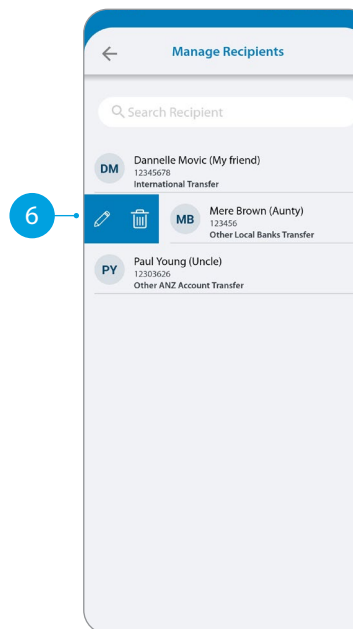 Manage Recipients
Search Recipient
DM
Dannelle Movic (My friend)
12345678
International Transfer
6
MB
Mere Brown (Aunty)
123456
Other Local Banks Transfer
PY
Paul Young (Uncle)
12303626
Other ANZ Account Transfer